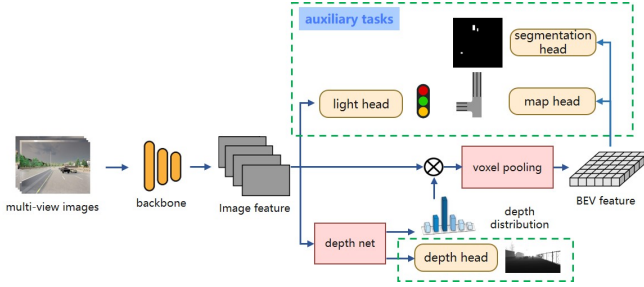 auxiliary tasks
segmentation
head
light head
map head
multi-view images
backbone
Image feature
voxel pooling
BEV feature
depth
distribution
depth net
depth head